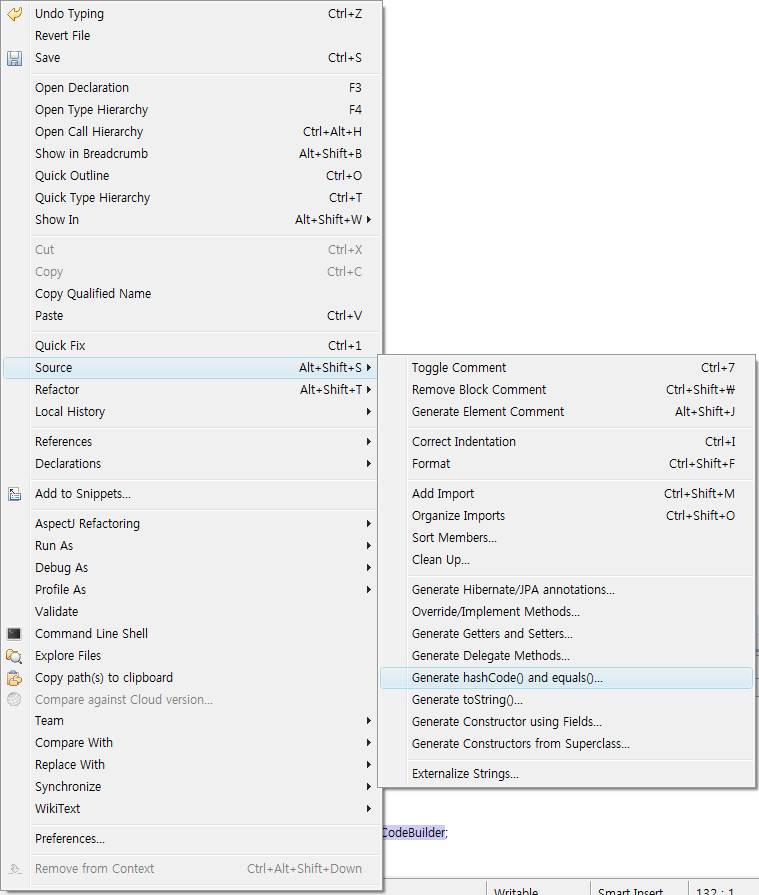 Undo Typing Ctrl+Z
Revert File
Save Ctrl+S
Open Declaration F3
Open Type Hierarchy F4
Open Call Hierarchy Ctrl+Alt+H
Show in Breadcrumb Alt+Shift+B
Quick Outline Ctrl+O
Quick Type Hierarchy Ctrl+T
Show In Alt+Shift+W
Cut Ctrl+X
Copy Ctrl+C
Copy Qualified Name
Paste Ctrl+V
Quick Fix Ctrl+1
Source Alt+Shift+S
Refactor Alt+Shift+T
Local History
References
Declarations
Add to Snippets...
AspectJ Refactoring
Run As
Debug As
Profile As
Validate
Command Line Shell
Explore Files
Copy path(s) to clipboard
Compare against Cloud version...
Team
Compare With
Replace With
Synchronize
WikiText
Preferences...
Remove from Context Ctrl+Alt+Shift+Down
Toggle Comment Ctrl+7
Remove Block Comment Ctrl+Shift+₩
Generate Element Comment Alt+Shift+J
Correct Indentation Ctrl+I
Format Ctrl+Shift+F
Add Import Ctrl+Shift+M
Organize Imports Ctrl+Shift+O
Sort Members...
Clean Up...
Generate Hibernate/JPA annotations...
Override/Implement Methods...
Generate Getters and Setters...
Generate Delegate Methods...
Generate hashCode() and equals()...
Generate toString()...
Generate Constructor using Fields...
Generate Constructors from Superclass...
Externalize Strings...
CodeBuilder;
Writable Smart Insert 132 : 1